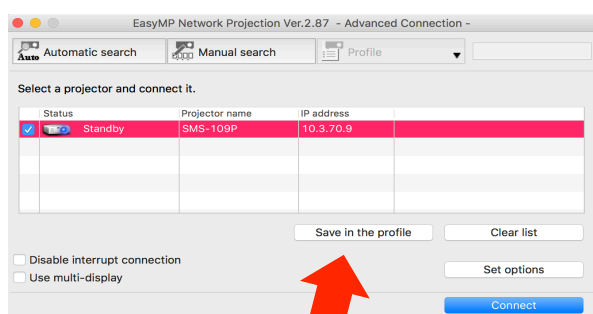 EasyMP Network Projection Ver.2.87 - Advanced Connection -
Auto Automatic search Manual search Profile
Select a projector and connect it.
Status Projector name IP address
Standby SMS-109P 10.3.70.9
Save in the profile Clear list
Disable interrupt connection
Set options
Use multi-display
Connect